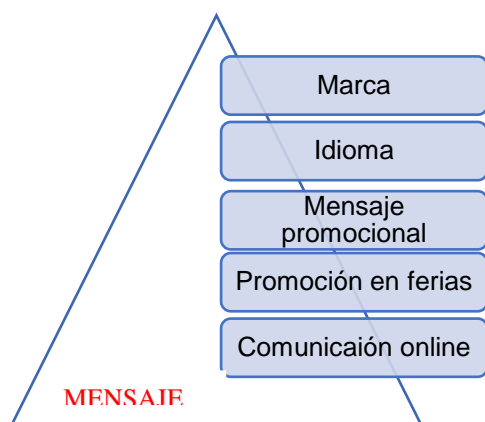 Marca
Idioma
Mensaje
promocional
Promoción en ferias
Comunicaión online
MENSAJE